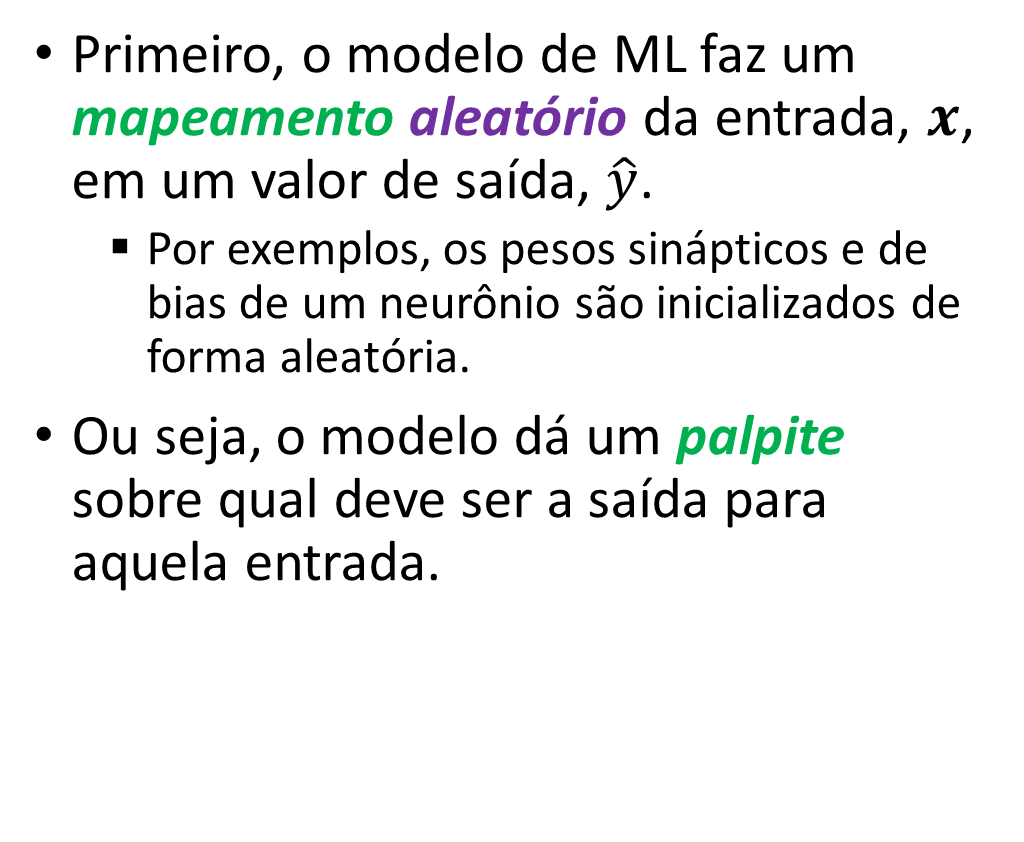 • Primeiro, o modelo de ML faz um
mapeamento aleatório da entrada, x,
em um valor de saída, ŷ.
▪ Por exemplos, os pesos sinápticos e de
bias de um neurônio são inicializados de
forma aleatória.
• Ou seja, o modelo dá um palpite
sobre qual deve ser a saída para
aquela entrada.